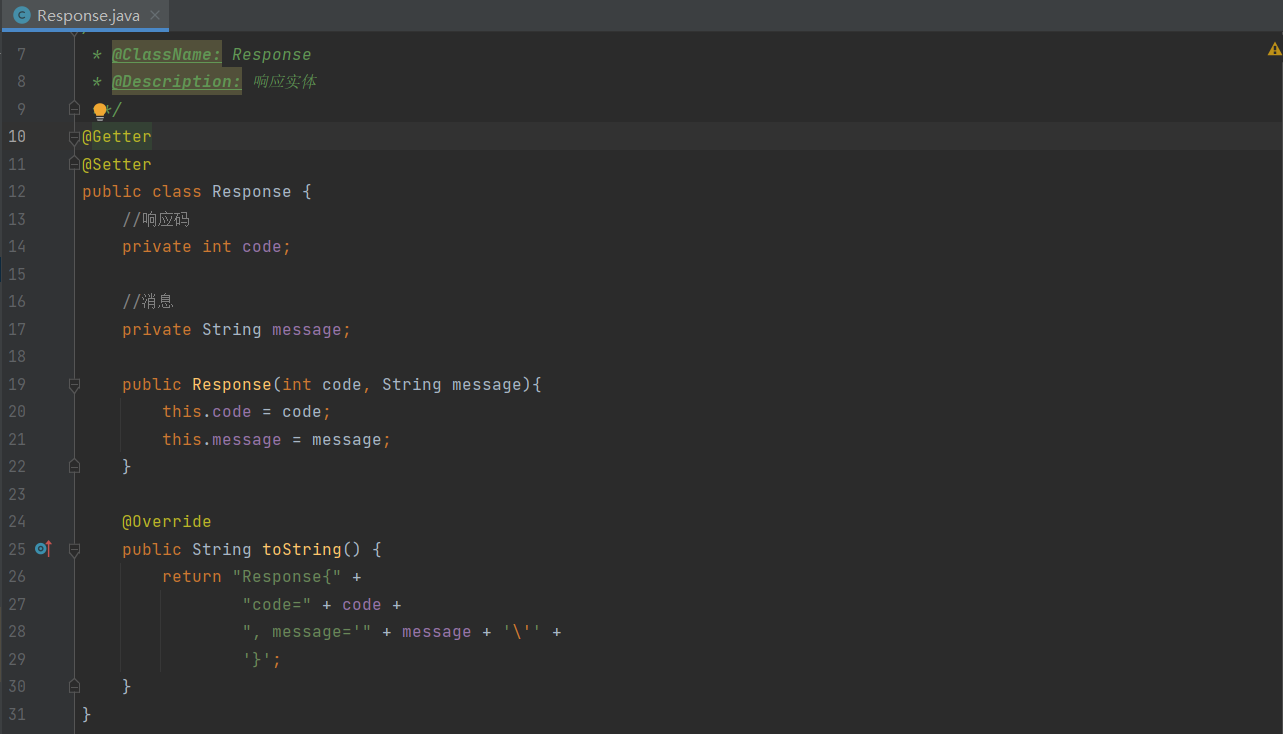 Response.java
7 * @ClassName: Response
8 * @Description: 响应实体
9 */
10 @Getter
11 @Setter
12 public class Response {
13 //响应码
14 private int code;
15
16 //消息
17 private String message;
18
19 public Response(int code, String message){
20 this.code = code;
21 this.message = message;
22 }
23
24 @Override
25 public String toString() {
26 return "Response{" +
27 "code=" + code +
28 ", message='" + message + '\'' +
29 '}';
30 }
31 }